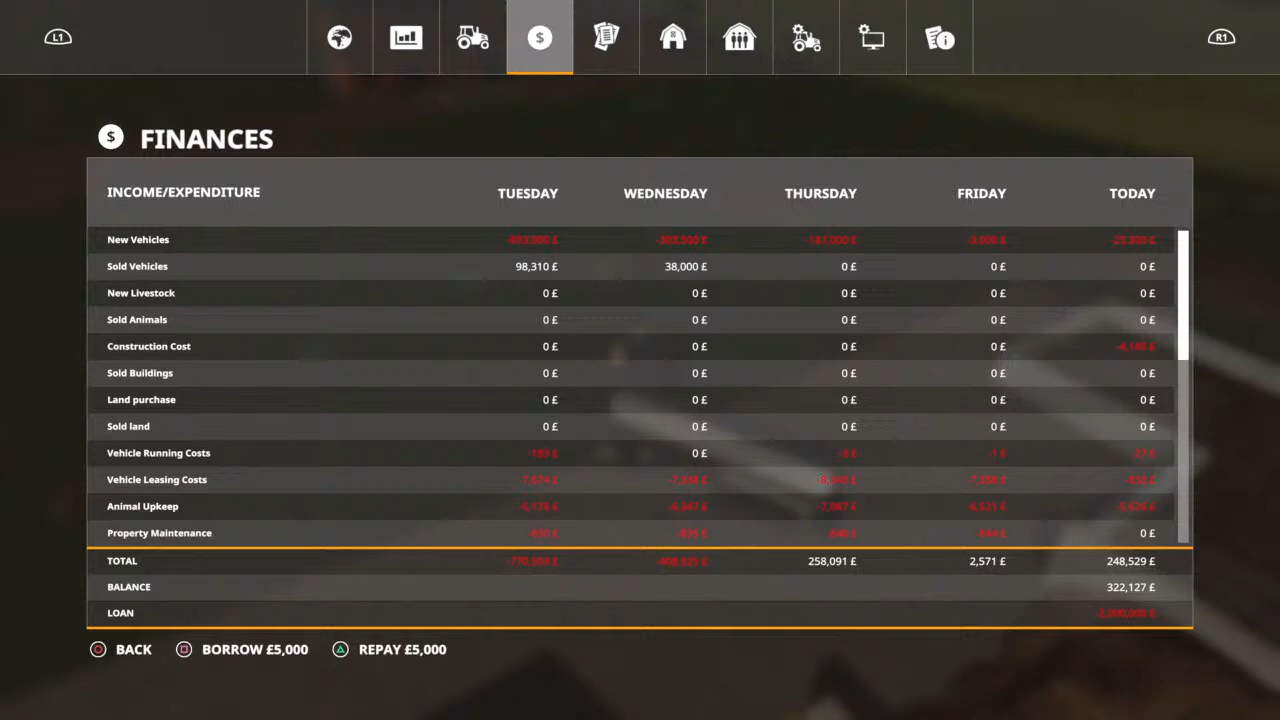 L1 $ R1
$ FINANCES
INCOME/EXPENDITURE TUESDAY WEDNESDAY THURSDAY FRIDAY TODAY
New Vehicles
Sold Vehicles 98,310 £ 38,000 £ 0 £ 0 £ 0 £
New Livestock 0 £ 0 £ 0 £ 0 £ 0 £
Sold Animals 0 £ 0 £ 0 £ 0 £ 0 £
Construction Cost 0 £ 0 £ 0 £ 0 £
Sold Buildings 0 £ 0 £ 0 £ 0 £ 0 £
Land purchase 0 £ 0 £ 0 £ 0 £ 0 £
Sold land 0 £ 0 £ 0 £ 0 £ 0 £
Vehicle Running Costs 0 £ -3 £ -1 £
Vehicle Leasing Costs
Animal Upkeep
Property Maintenance 0 £
TOTAL 258,091 £ 2,571 £ 248,529 £
BALANCE 322,127 £
LOAN
BACK BORROW £5,000 REPAY £5,000